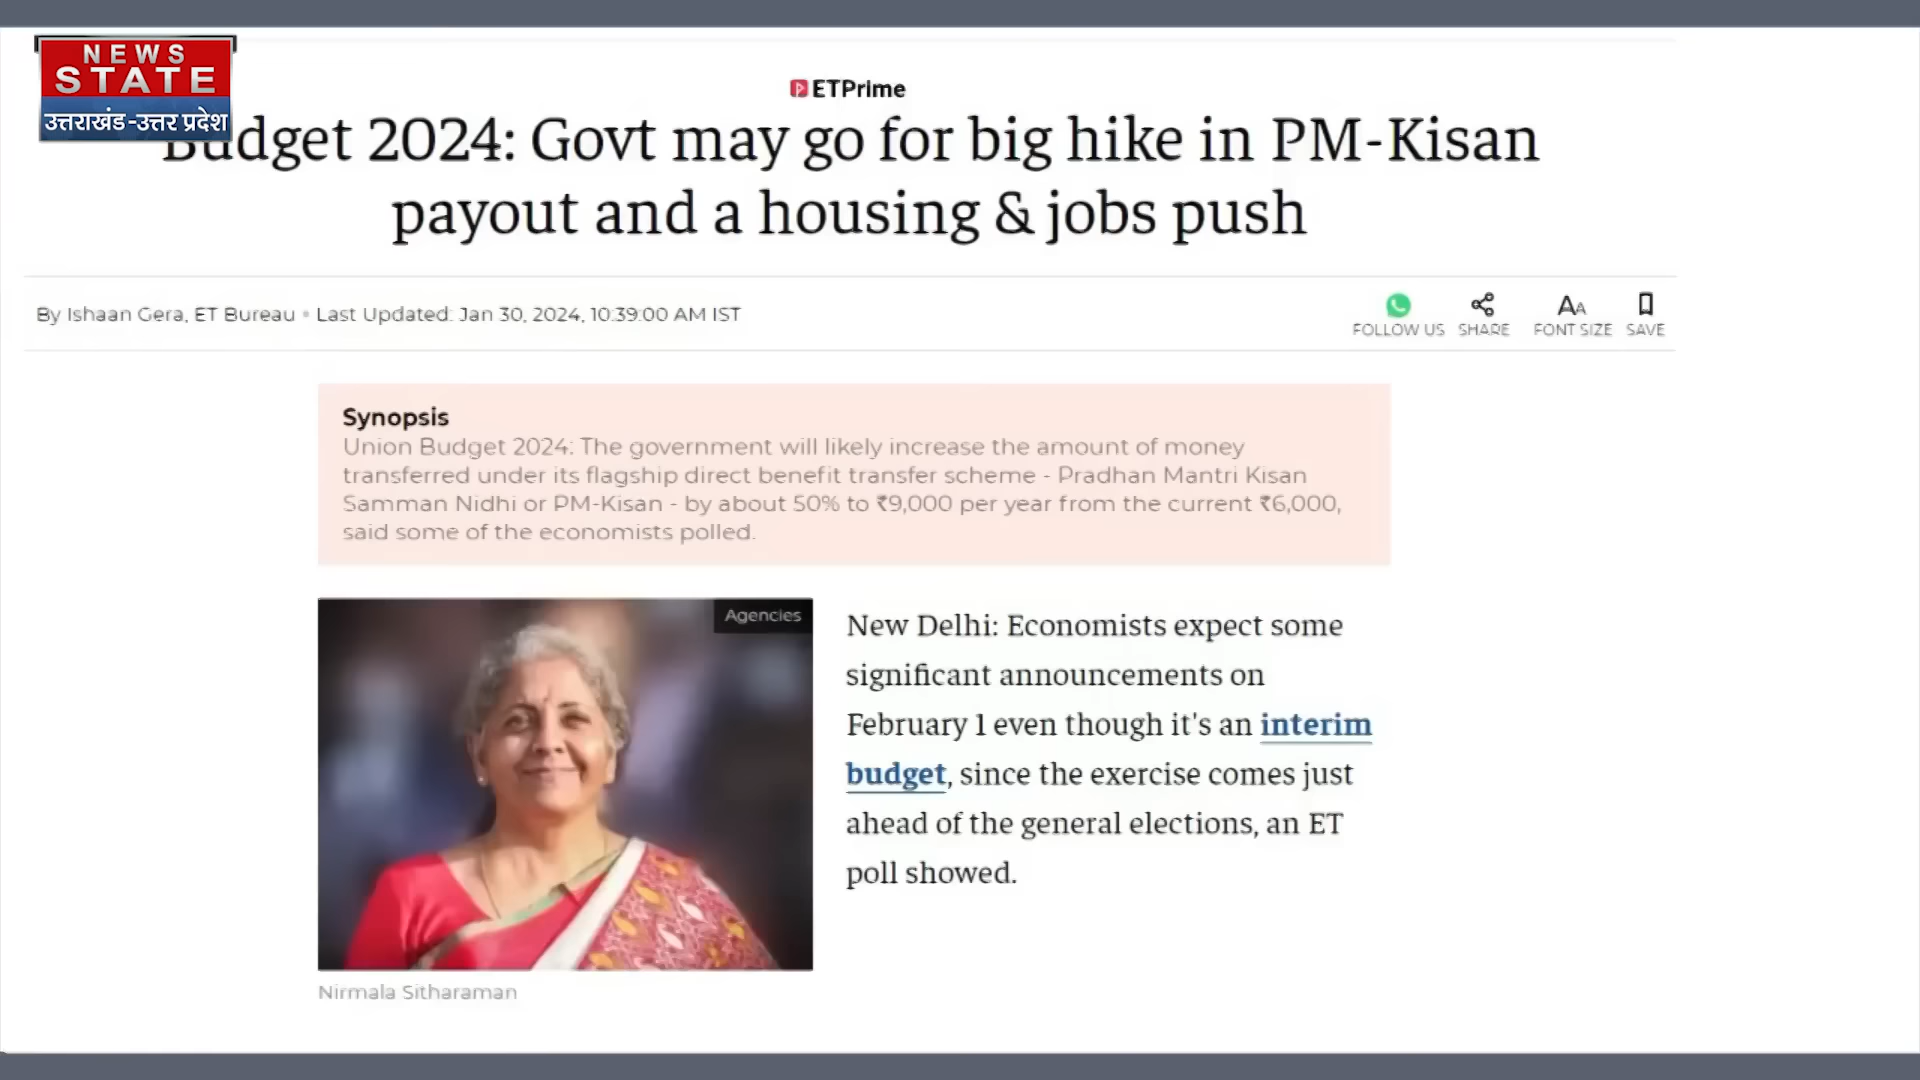 NEWS
STATE
उत्तराखंड-उत्तर प्रदेश
ETPrime
Budget 2024: Govt may go for big hike in PM-Kisan
payout and a housing & jobs push
By Ishaan Gera, ET Bureau • Last Updated: Jan 30, 2024, 10:39:00 AM IST
FOLLOW US SHARE FONT SIZE SAVE
Synopsis
Union Budget 2024: The government will likely increase the amount of money
transferred under its flagship direct benefit transfer scheme - Pradhan Mantri Kisan
Samman Nidhi or PM-Kisan - by about 50% to ₹9,000 per year from the current ₹6,000,
said some of the economists polled.
Agencies
Nirmala Sitharaman
New Delhi: Economists expect some
significant announcements on
February 1 even though it's an interim
budget, since the exercise comes just
ahead of the general elections, an ET
poll showed.